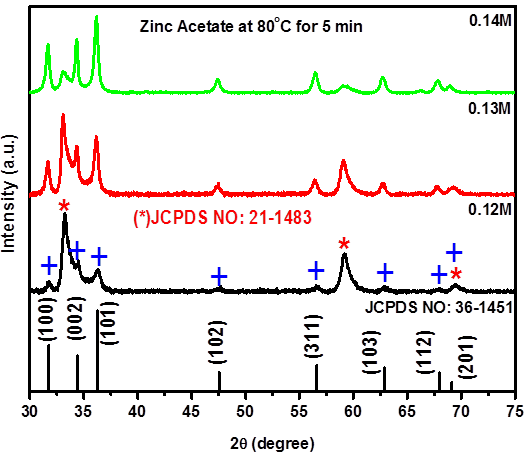 Zinc Acetate at 80°C for 5 min
0.14M
0.13M
(*)JCPDS NO: 21-1483
0.12M
*
*
*
+ + + + + + + + +
JCPDS NO: 36-1451
(100)
(002)
(101)
(102)
(311)
(103)
(112)
(201)
30 35 40 45 50 55 60 65 70 75
2θ (degree)
Intensity (a.u.)